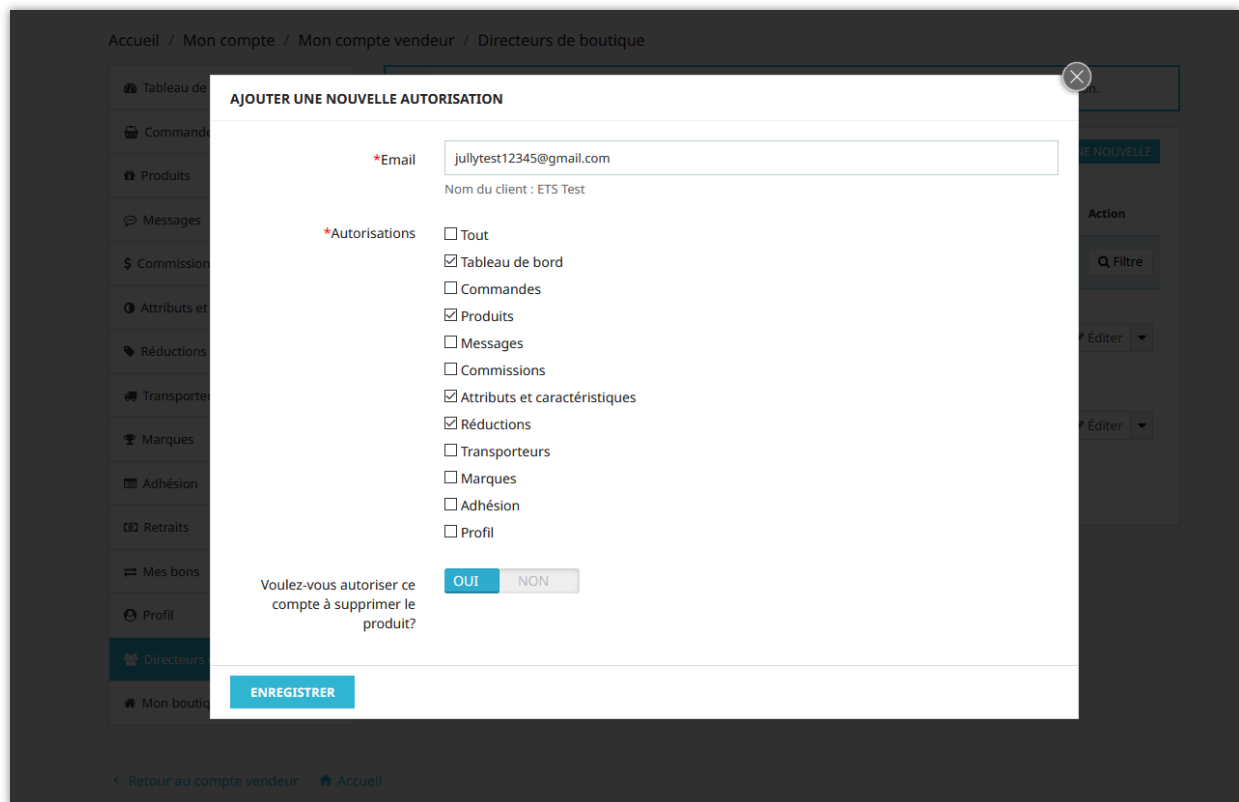 Accueil / Mon compte / Mon compte vendeur / Directeurs de boutique
Tableau de
Commande
Produits
Messages
Commission
Attributs et
Réductions
Transporte
Marques
Adhésion
Retraits
Mes bons
Profil
Directeurs
Mon boutiq
AJOUTER UNE NOUVELLE AUTORISATION
*Email
jullytest12345@gmail.com
Nom du client : ETS Test
*Autorisations
Tout
Tableau de bord
Commandes
Produits
Messages
Commissions
Attributs et caractéristiques
Réductions
Transporteurs
Marques
Adhésion
Profil
Voulez-vous autoriser ce
compte à supprimer le
produit?
OUI NON
ENREGISTRER
NE NOUVELLE
Action
Filtre
Éditer
Éditer
Retour au compte vendeur Accueil